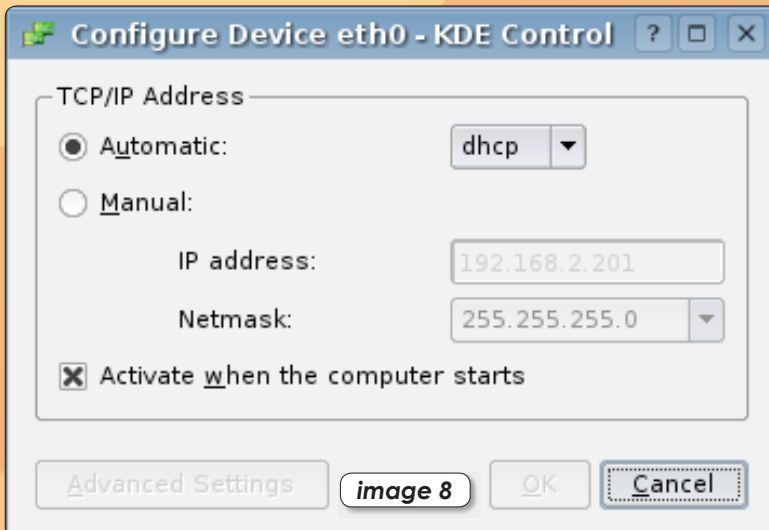 Configure Device eth0 - KDE Control ?
TCP/IP Address
Automatic: dhcp
Manual:
IP address: 192.168.2.201
Netmask: 255.255.255.0
Activate when the computer starts
Advanced Settings image 8 OK Cancel